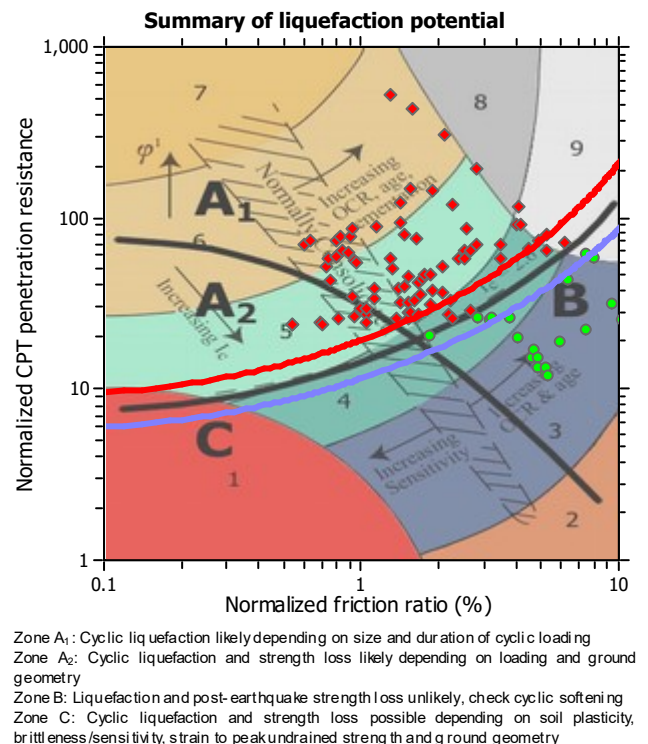 Summary of liquefaction potential
1,000
7
8
9
φ'
Increasing
OCR, age,
cementation
Normally
A₁
100
6
A₂
Increasing Ic
B
5
10
4
Increasing
OCR & age
C
Increasing
Sensitivity
3
1
2
1
0.1
1
10
Normalized CPT penetration resistance
Normalized friction ratio (%)
Zone A₁: Cyclic liquefaction likely depending on size and duration of cyclic loading
Zone A₂: Cyclic liquefaction and strength loss likely depending on loading and ground
geometry
Zone B: Liquefaction and post-earthquake strength loss unlikely, check cyclic softening
Zone C: Cyclic liquefaction and strength loss possible depending on soil plasticity,
brittleness/sensitivity, strain to peak undrained strength and ground geometry